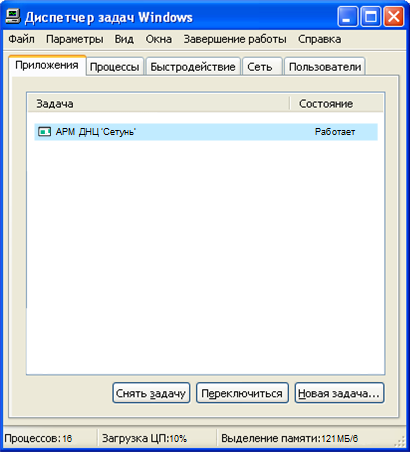 Диспетчер задач Windows
Файл Параметры Вид Окна Завершение работы Справка
Приложения Процессы Быстродействие Сеть Пользователи
Задача Состояние
АРМ ДНЦ 'Сетунь' Работает
Снять задачу Переключиться Новая задача...
Процессов: 16 Загрузка ЦП:10% Выделение памяти:121МБ/6